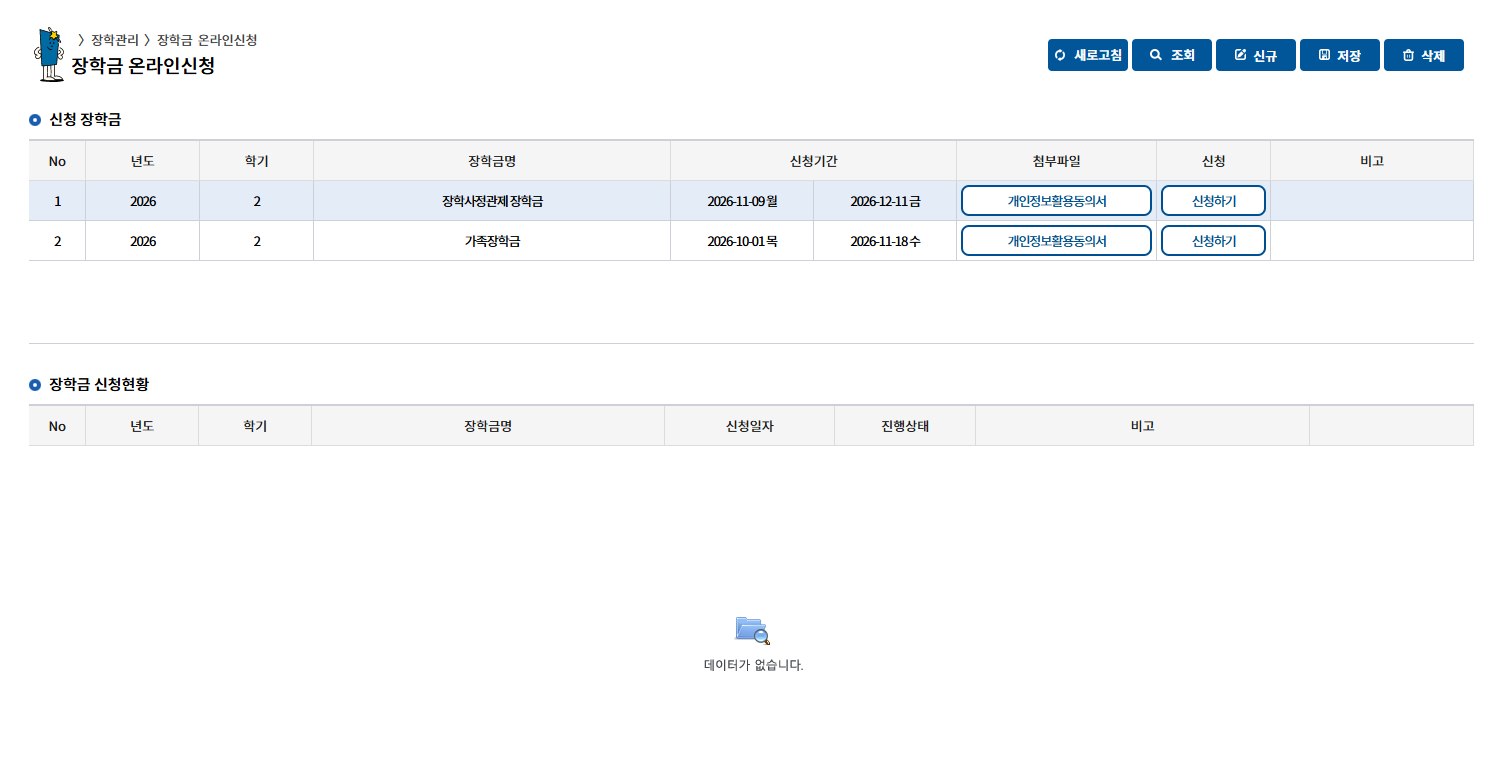 〉 장학관리 〉 장학금 온라인신청
장학금 온라인신청
새로고침 조회 신규 저장 삭제
신청 장학금
No 년도 학기 장학금명 신청기간 첨부파일 신청 비고
1 2026 2 장학사정관제 장학금 2026-11-09 월 2026-12-11 금 개인정보활용동의서 신청하기
2 2026 2 가족장학금 2026-10-01 목 2026-11-18 수 개인정보활용동의서 신청하기
장학금 신청현황
No 년도 학기 장학금명 신청일자 진행상태 비고
데이터가 없습니다.